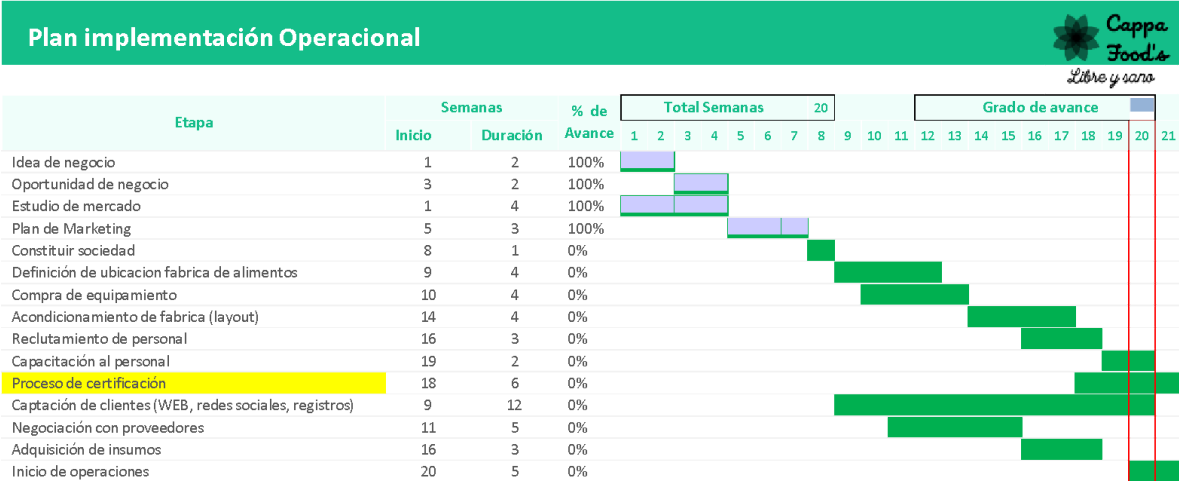 Plan implementación Operacional
Cappa
Food's
Libre y sano
Etapa Semanas % de Avance Total Semanas 20 Grado de avance
Inicio Duración 1 2 3 4 5 6 7 8 9 10 11 12 13 14 15 16 17 18 19 20 21
Idea de negocio 1 2 100%
Oportunidad de negocio 3 2 100%
Estudio de mercado 1 4 100%
Plan de Marketing 5 3 100%
Constituir sociedad 8 1 0%
Definición de ubicacion fabrica de alimentos 9 4 0%
Compra de equipamiento 10 4 0%
Acondicionamiento de fabrica (layout) 14 4 0%
Reclutamiento de personal 16 3 0%
Capacitación al personal 19 2 0%
Proceso de certificación 18 6 0%
Captación de clientes (WEB, redes sociales, registros) 9 12 0%
Negociación con proveedores 11 5 0%
Adquisición de insumos 16 3 0%
Inicio de operaciones 20 5 0%